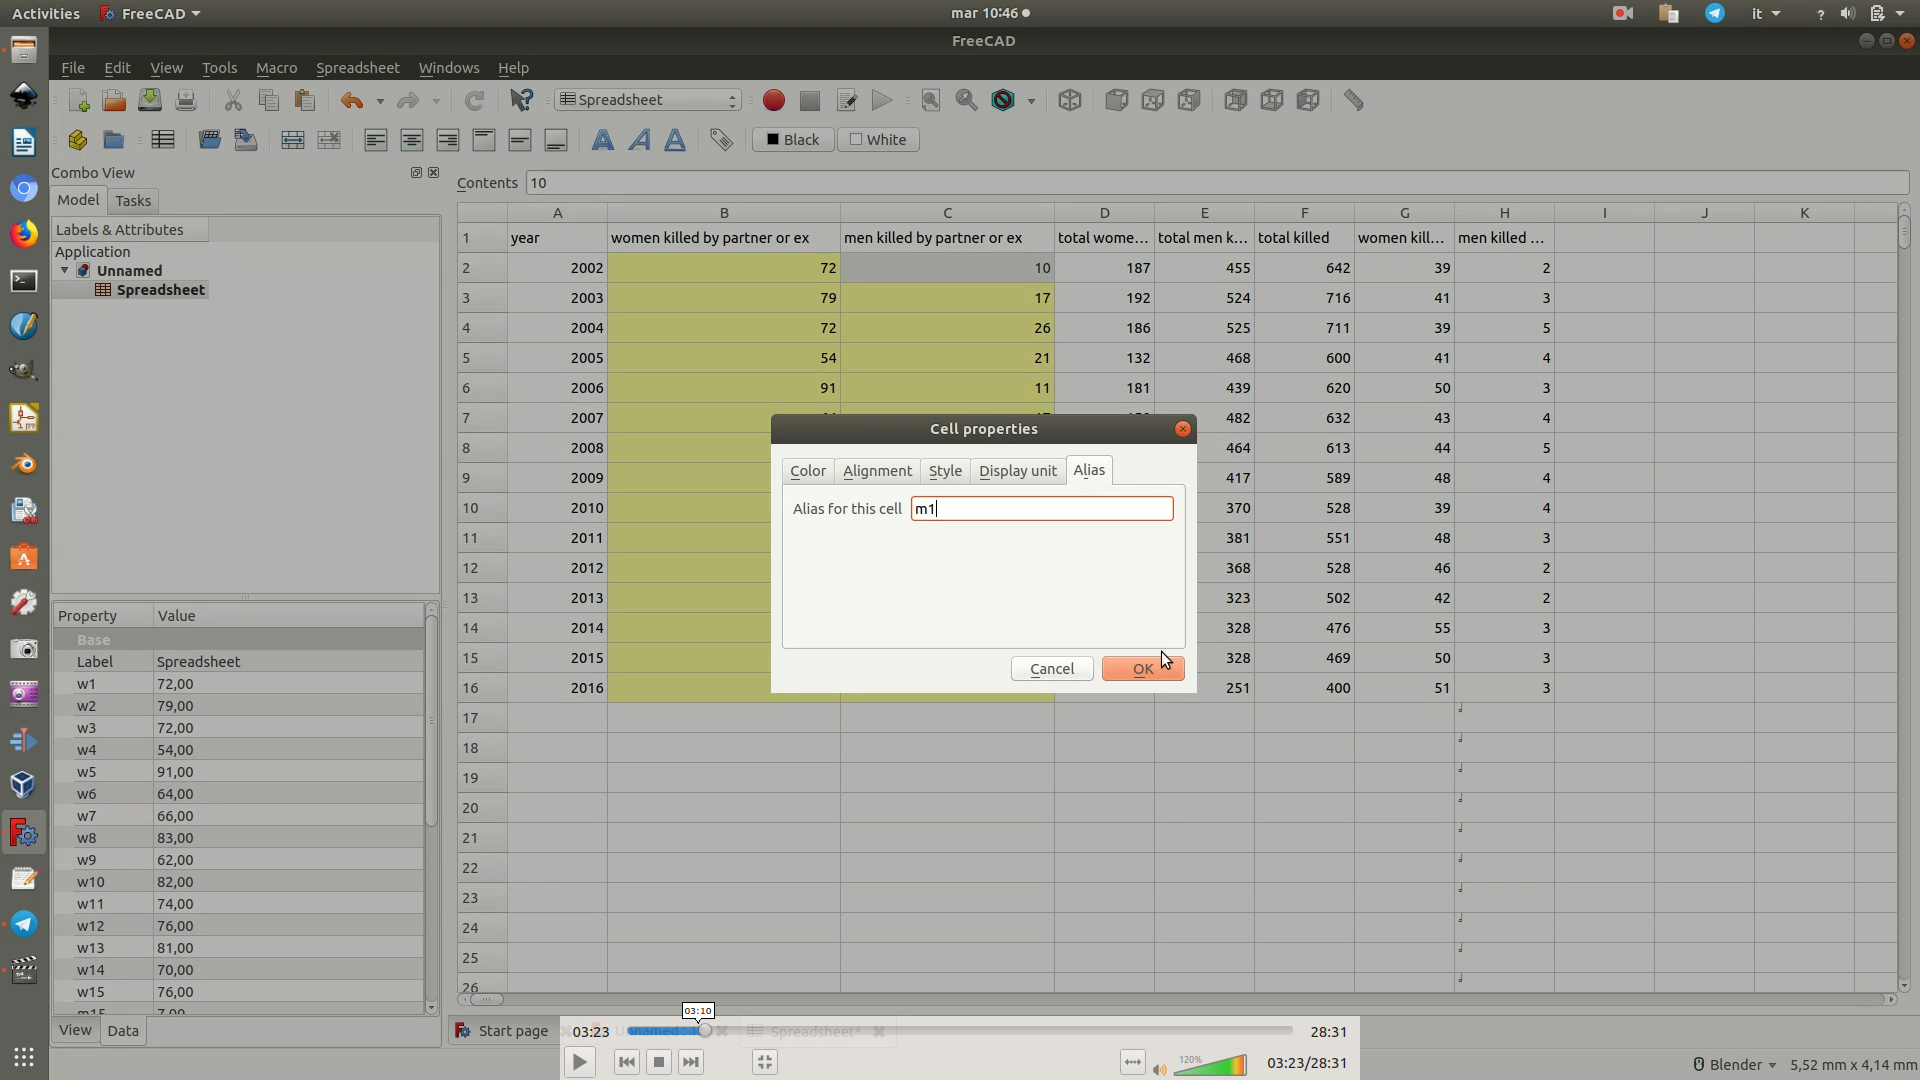 Activities FreeCAD mar 10:46 it ?
FreeCAD
File Edit View Tools Macro Spreadsheet Windows Help
Spreadsheet
Black White
Combo View
Contents 10
Model Tasks
Labels & Attributes
Application
Unnamed
Spreadsheet
A B C D E F G H I J K
1 year women killed by partner or ex men killed by partner or ex total wome... total men k... total killed women kill... men killed ...
2 2002 72 10 187 455 642 39 2
3 2003 79 17 192 524 716 41 3
4 2004 72 26 186 525 711 39 5
5 2005 54 21 132 468 600 41 4
6 2006 91 11 181 439 620 50 3
7 2007 482 632 43 4
8 2008 464 613 44 5
9 2009 417 589 48 4
10 2010 370 528 39 4
11 2011 381 551 48 3
12 2012 368 528 46 2
13 2013 323 502 42 2
14 2014 328 476 55 3
15 2015 328 469 50 3
16 2016 251 400 51 3
17
18
19
20
21
22
23
24
25
26
Cell properties
Color Alignment Style Display unit Alias
Alias for this cell m1
Cancel OK
Property Value
Base
Label Spreadsheet
w1 72,00
w2 79,00
w3 72,00
w4 54,00
w5 91,00
w6 64,00
w7 66,00
w8 83,00
w9 62,00
w10 82,00
w11 74,00
w12 76,00
w13 81,00
w14 70,00
w15 76,00
m15 7,00
View Data
Start page Unnamed : 1 Spreadsheet*
03:10
03:23 28:31
120% 03:23/28:31
Blender 5,52 mm x 4,14 mm